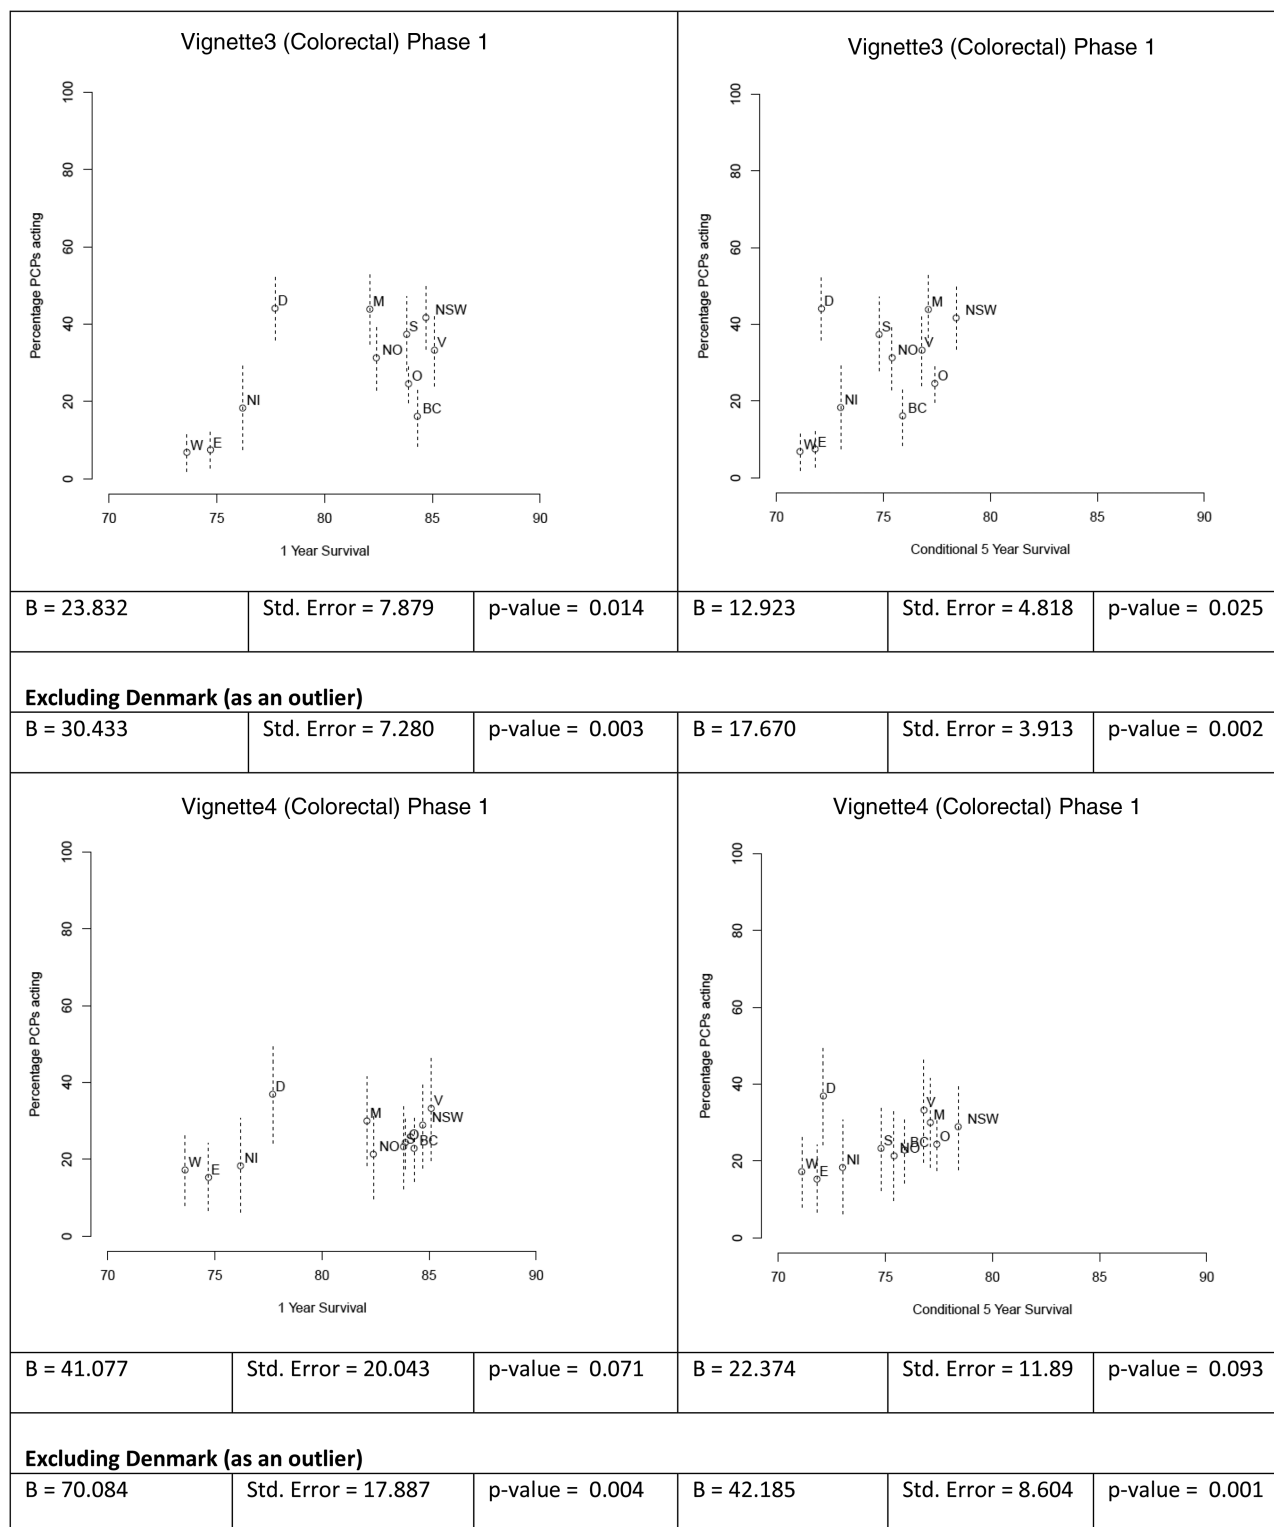 Vignette3 (Colorectal) Phase 1
Percentage PCPs acting
100
80
60
40
20
0
D
M
NSW
S
V
NO
O
BC
NI
W
E
70 75 80 85 90
1 Year Survival
Vignette3 (Colorectal) Phase 1
Percentage PCPs acting
100
80
60
40
20
0
D
M
NSW
S
V
NO
O
BC
NI
W
E
70 75 80 85 90
Conditional 5 Year Survival
B = 23.832 Std. Error = 7.879 p-value = 0.014 B = 12.923 Std. Error = 4.818 p-value = 0.025
Excluding Denmark (as an outlier)
B = 30.433 Std. Error = 7.280 p-value = 0.003 B = 17.670 Std. Error = 3.913 p-value = 0.002
Vignette4 (Colorectal) Phase 1
Percentage PCPs acting
100
80
60
40
20
0
D
V
M
NSW
O
S
BC
NO
NI
W
E
70 75 80 85 90
1 Year Survival
Vignette4 (Colorectal) Phase 1
Percentage PCPs acting
100
80
60
40
20
0
D
V
M
NSW
O
S
BC
NO
NI
W
E
70 75 80 85 90
Conditional 5 Year Survival
B = 41.077 Std. Error = 20.043 p-value = 0.071 B = 22.374 Std. Error = 11.89 p-value = 0.093
Excluding Denmark (as an outlier)
B = 70.084 Std. Error = 17.887 p-value = 0.004 B = 42.185 Std. Error = 8.604 p-value = 0.001